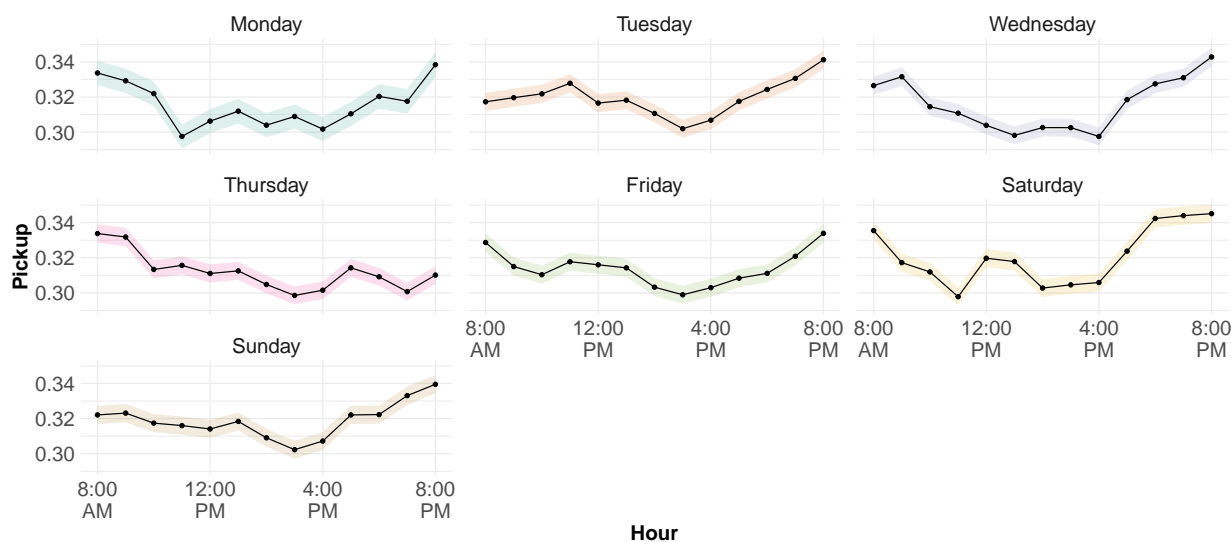 Monday
Tuesday
Wednesday
0.34
0.32
0.30
Thursday
Friday
Saturday
0.34
0.32
0.30
Pickup
8:00 AM
12:00 PM
4:00 PM
8:00 PM
8:00 AM
12:00 PM
4:00 PM
8:00 PM
Sunday
0.34
0.32
0.30
8:00 AM
12:00 PM
4:00 PM
8:00 PM
Hour